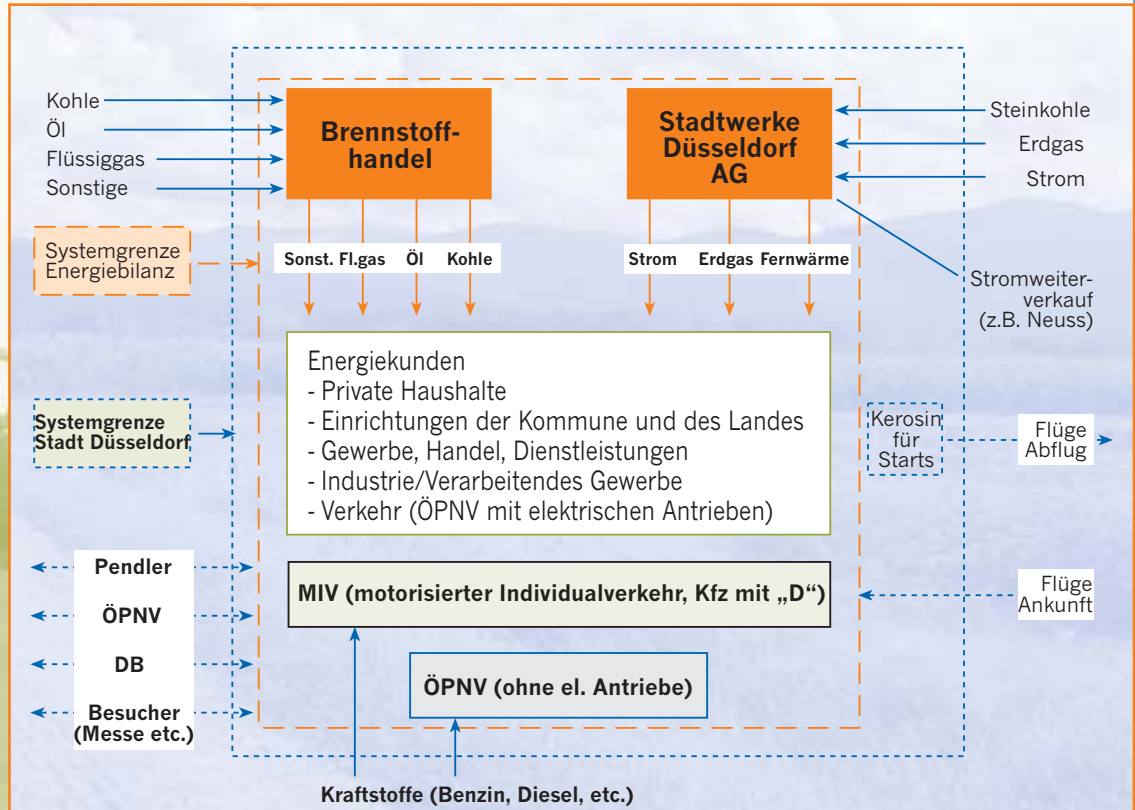 Kohle
Öl
Flüssiggas
Sonstige
Brennstoff-
handel
Stadtwerke
Düsseldorf
AG
Steinkohle
Erdgas
Strom
Systemgrenze
Energiebilanz
Sonst. Fl.gas Öl Kohle
Strom Erdgas Fernwärme
Stromweiter-
verkauf
(z.B. Neuss)
Energiekunden
- Private Haushalte
- Einrichtungen der Kommune und des Landes
- Gewerbe, Handel, Dienstleistungen
- Industrie/Verarbeitendes Gewerbe
- Verkehr (ÖPNV mit elektrischen Antrieben)
Systemgrenze
Stadt Düsseldorf
Kerosin
für
Starts
Flüge
Abflug
Pendler
ÖPNV
DB
Besucher
(Messe etc.)
MIV (motorisierter Individualverkehr, Kfz mit „D“)
Flüge
Ankunft
ÖPNV (ohne el. Antriebe)
Kraftstoffe (Benzin, Diesel, etc.)